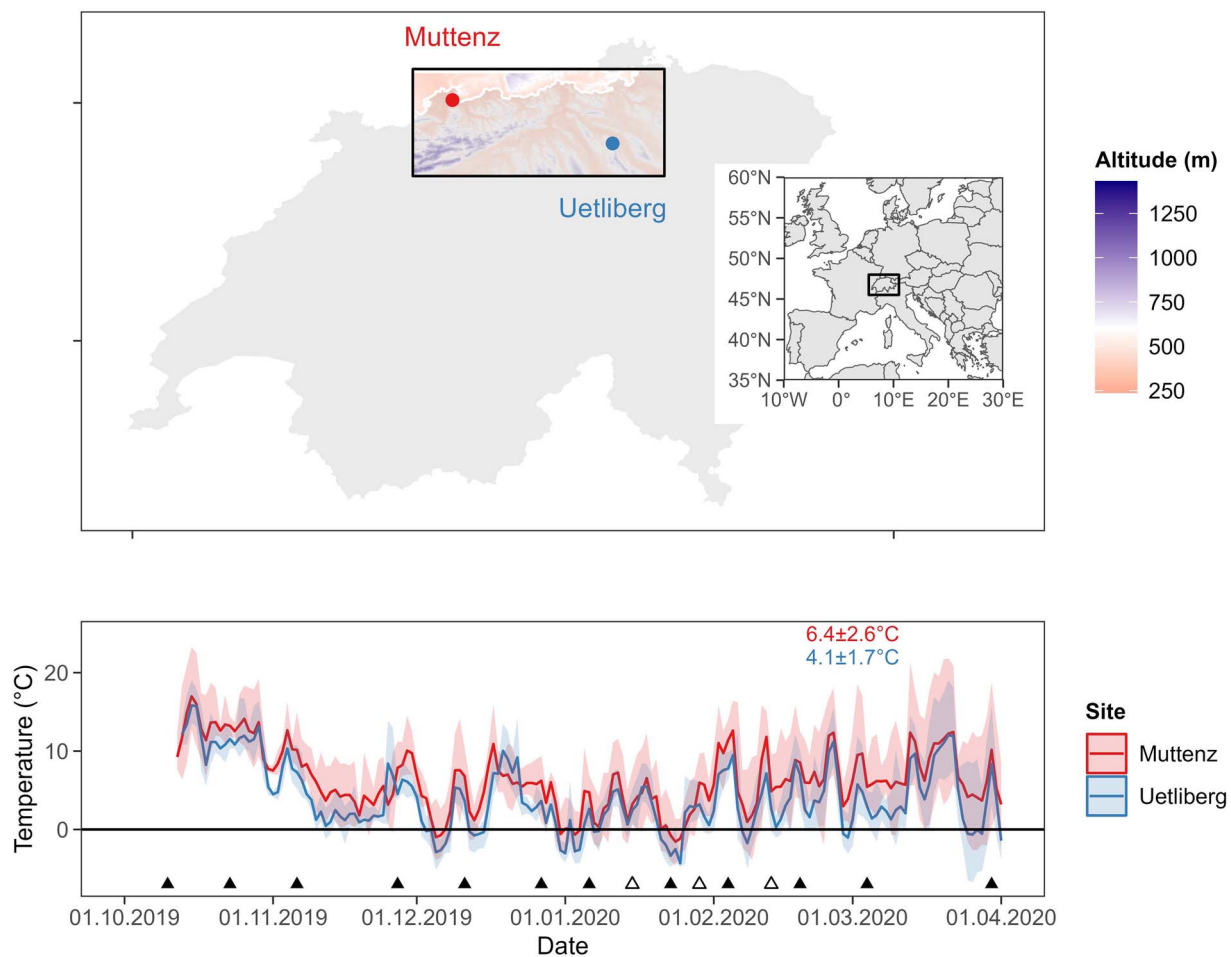 Muttenz
Uetliberg
60°N
55°N
50°N
45°N
40°N
35°N
10°W 0° 10°E 20°E 30°E
Altitude (m)
1250
1000
750
500
250
6.4±2.6°C
4.1±1.7°C
Temperature (°C)
20
10
0
01.10.2019 01.11.2019 01.12.2019 01.01.2020 01.02.2020 01.03.2020 01.04.2020
Date
Site
Muttenz
Uetliberg